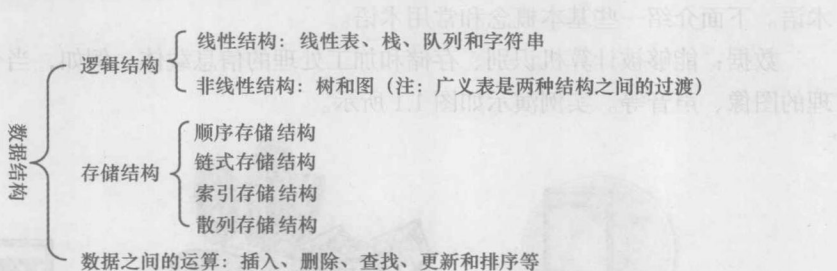 数据结构
逻辑结构
线性结构：线性表、栈、队列和字符串
非线性结构：树和图（注：广义表是两种结构之间的过渡）
存储结构
顺序存储结构
链式存储结构
索引存储结构
散列存储结构
数据之间的运算：插入、删除、查找、更新和排序等